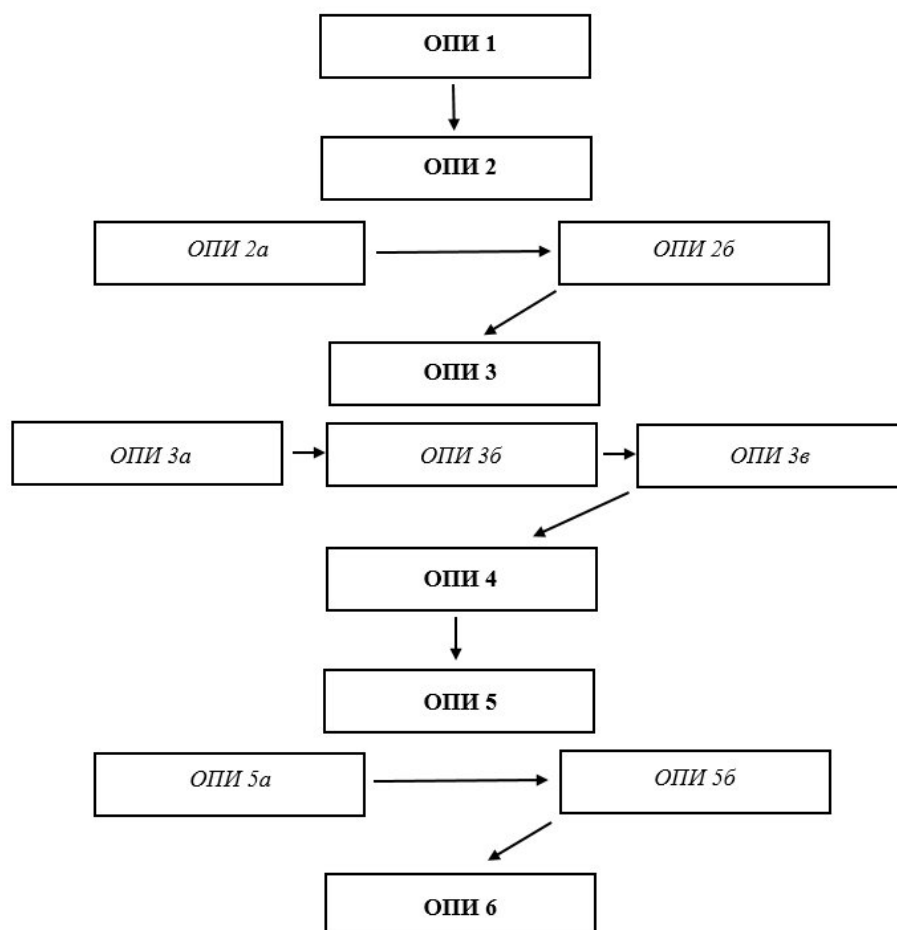 ОПИ 1
ОПИ 2
ОПИ 2а
ОПИ 2б
ОПИ 3
ОПИ 3а
ОПИ 3б
ОПИ 3в
ОПИ 4
ОПИ 5
ОПИ 5а
ОПИ 5б
ОПИ 6